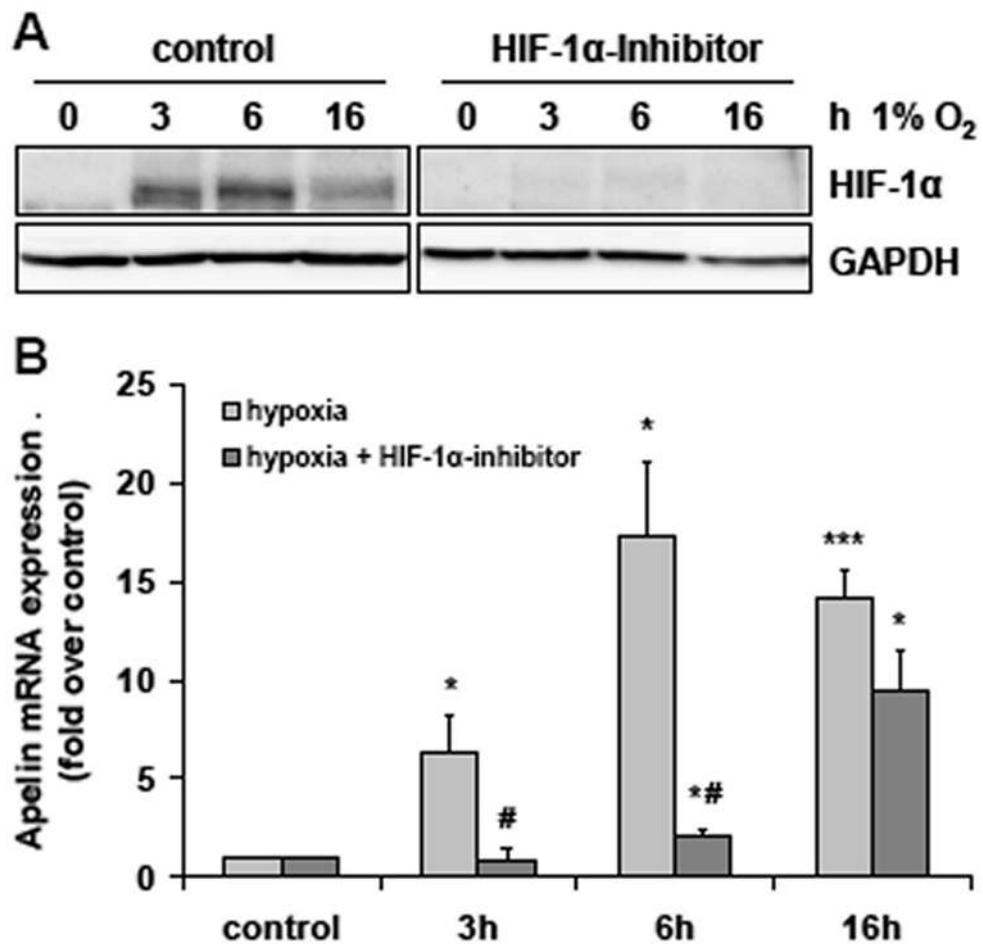 A
control HIF-1α-Inhibitor
0 3 6 16 0 3 6 16 h 1% O₂
HIF-1α
GAPDH
B
Apelin mRNA expression .
(fold over control)
25
20
15
10
5
0
hypoxia
hypoxia + HIF-1α-inhibitor
*
#
*
*#
***
*
control 3h 6h 16h